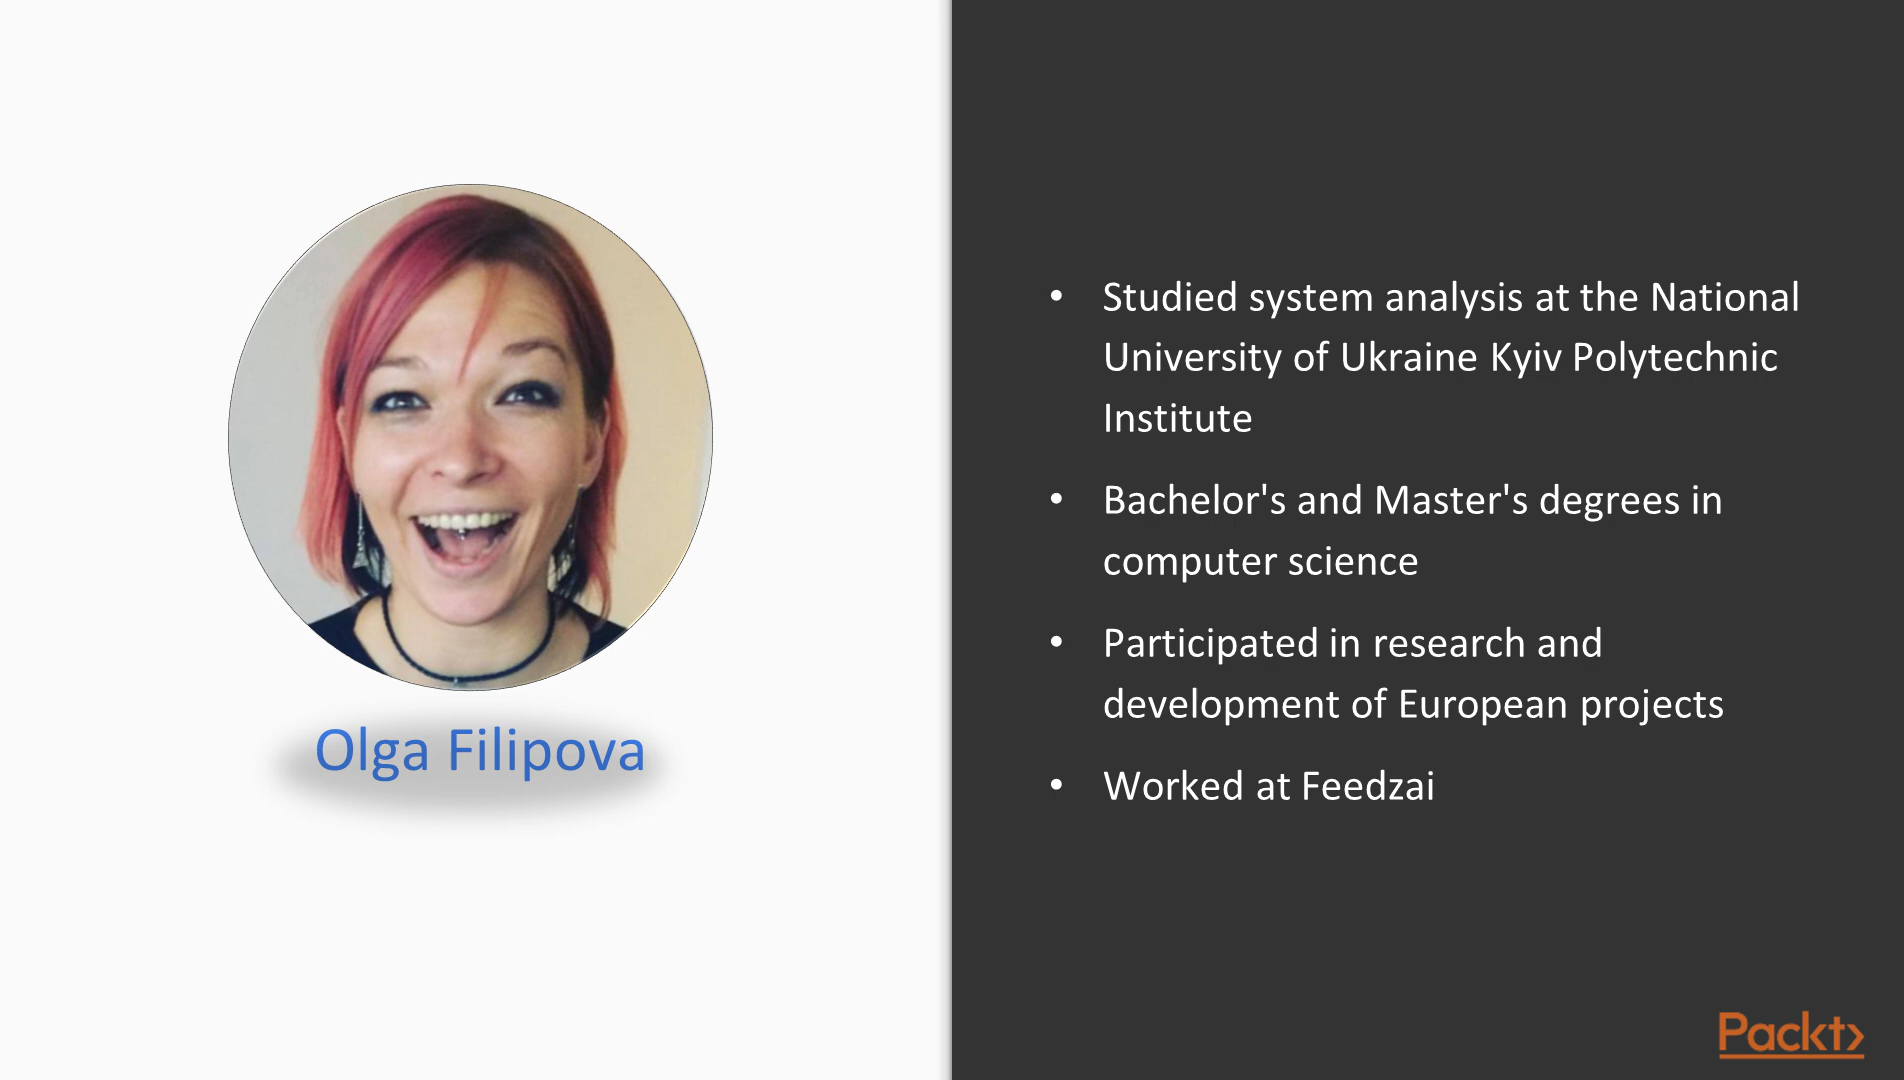 Olga Filipova
• Studied system analysis at the National
University of Ukraine Kyiv Polytechnic
Institute
• Bachelor's and Master's degrees in
computer science
• Participated in research and
development of European projects
• Worked at Feedzai
Packt>